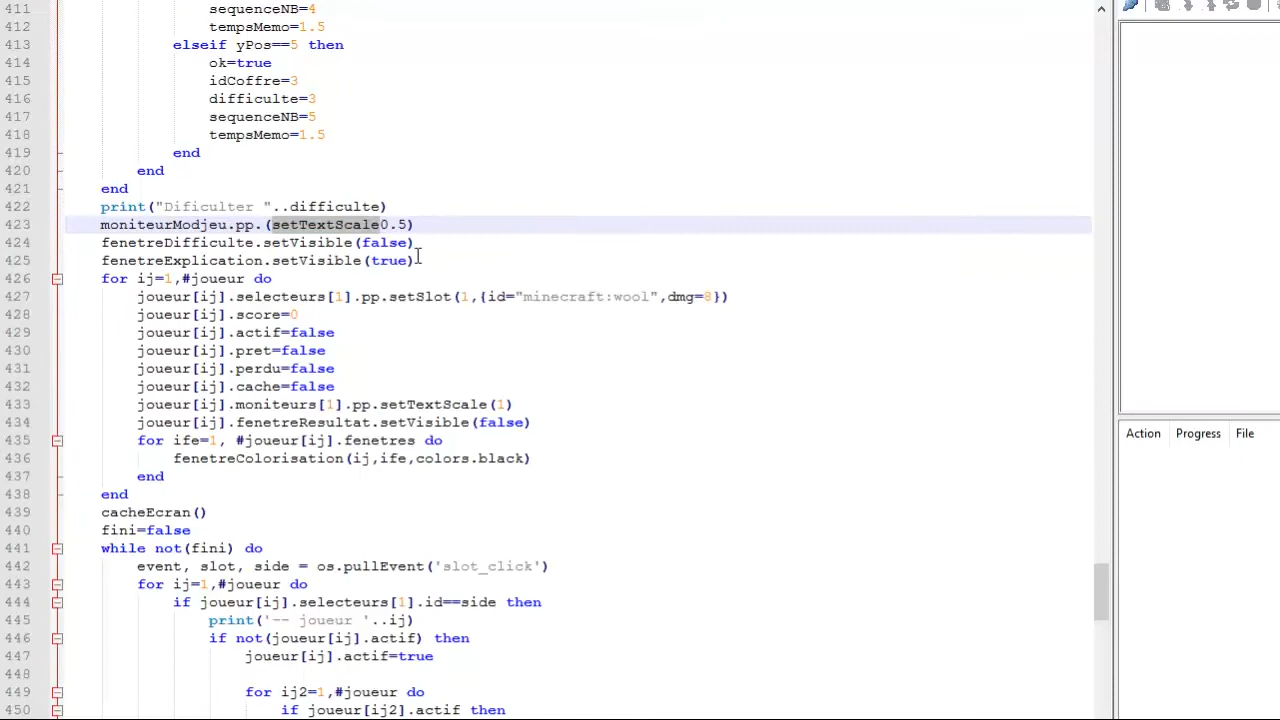 411 sequenceNB=4
412 tempsMemo=1.5
413 elseif yPos==5 then
414 ok=true
415 idCoffre=3
416 difficulte=3
417 sequenceNB=5
418 tempsMemo=1.5
419 end
420 end
421 end
422 print("Dificulter "..difficulte)
423 moniteurModjeu.pp.(setTextScale0.5)
424 fenetreDifficulte.setVisible(false)
425 fenetreExplication.setVisible(true)
426 for ij=1,#joueur do
427 joueur[ij].selecteurs[1].pp.setSlot(1,{id="minecraft:wool",dmg=8})
428 joueur[ij].score=0
429 joueur[ij].actif=false
430 joueur[ij].pret=false
431 joueur[ij].perdu=false
432 joueur[ij].cache=false
433 joueur[ij].moniteurs[1].pp.setTextScale(1)
434 joueur[ij].fenetreResultat.setVisible(false)
435 for ife=1, #joueur[ij].fenetres do
436 fenetreColorisation(ij,ife,colors.black)
437 end
438 end
439 cacheEcran()
440 fini=false
441 while not(fini) do
442 event, slot, side = os.pullEvent('slot_click')
443 for ij=1,#joueur do
444 if joueur[ij].selecteurs[1].id==side then
445 print('-- joueur '..ij)
446 if not(joueur[ij].actif) then
447 joueur[ij].actif=true
448
449 for ij2=1,#joueur do
450 if joueur[ij2].actif then
Action Progress File